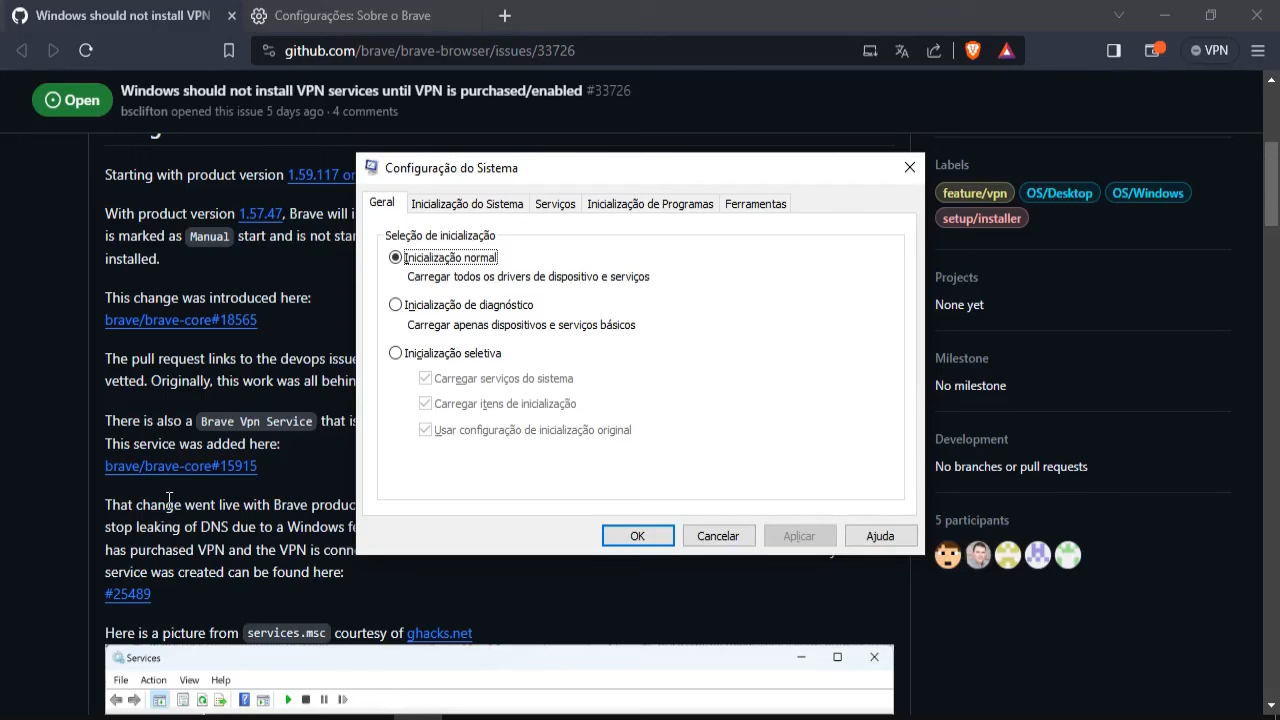 Windows should not install VPN
Configurações: Sobre o Brave
github.com/brave/brave-browser/issues/33726
VPN
Open
Windows should not install VPN services until VPN is purchased/enabled #33726
bsclifton opened this issue 5 days ago · 4 comments
Starting with product version 1.59.117 or
With product version 1.57.47, Brave will i
is marked as Manual start and is not star
installed.
This change was introduced here:
brave/brave-core#18565
The pull request links to the devops issue
vetted. Originally, this work was all behin
There is also a Brave Vpn Service that is
This service was added here:
brave/brave-core#15915
That change went live with Brave produc
stop leaking of DNS due to a Windows fe
has purchased VPN and the VPN is conn
service was created can be found here:
#25489
Here is a picture from services.msc courtesy of ghacks.net
Services
File Action View Help
Configuração do Sistema
Geral
Inicialização do Sistema
Serviços
Inicialização de Programas
Ferramentas
Seleção de inicialização
Inicialização normal
Carregar todos os drivers de dispositivo e serviços
Inicialização de diagnóstico
Carregar apenas dispositivos e serviços básicos
Inicialização seletiva
Carregar serviços do sistema
Carregar itens de inicialização
Usar configuração de inicialização original
OK
Cancelar
Aplicar
Ajuda
Labels
feature/vpn
OS/Desktop
OS/Windows
setup/installer
Projects
None yet
Milestone
No milestone
Development
No branches or pull requests
5 participants